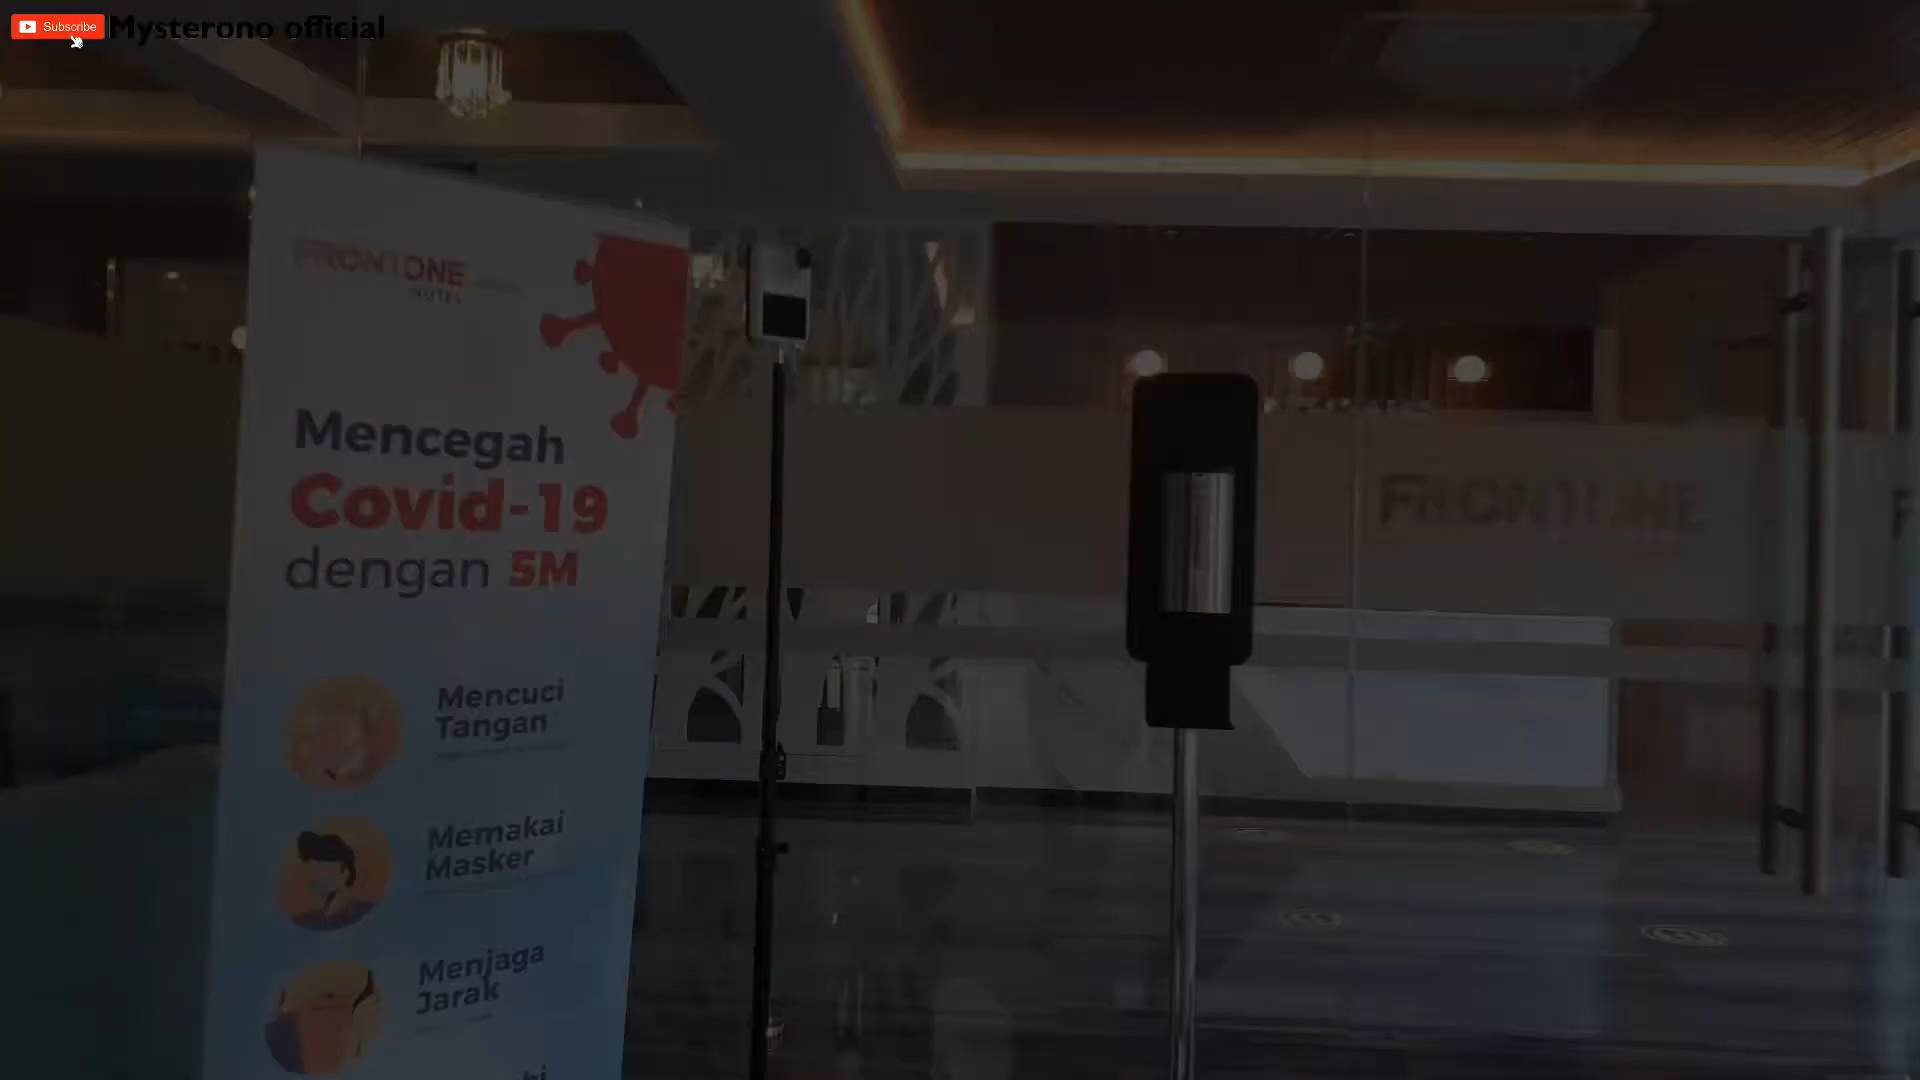 Subscribe
Mysterono official
FRONTONE
HOTEL
Mencegah
Covid-19
dengan 5M
Mencuci
Tangan
Memakai
Masker
Menjaga
Jarak
FRONTONE